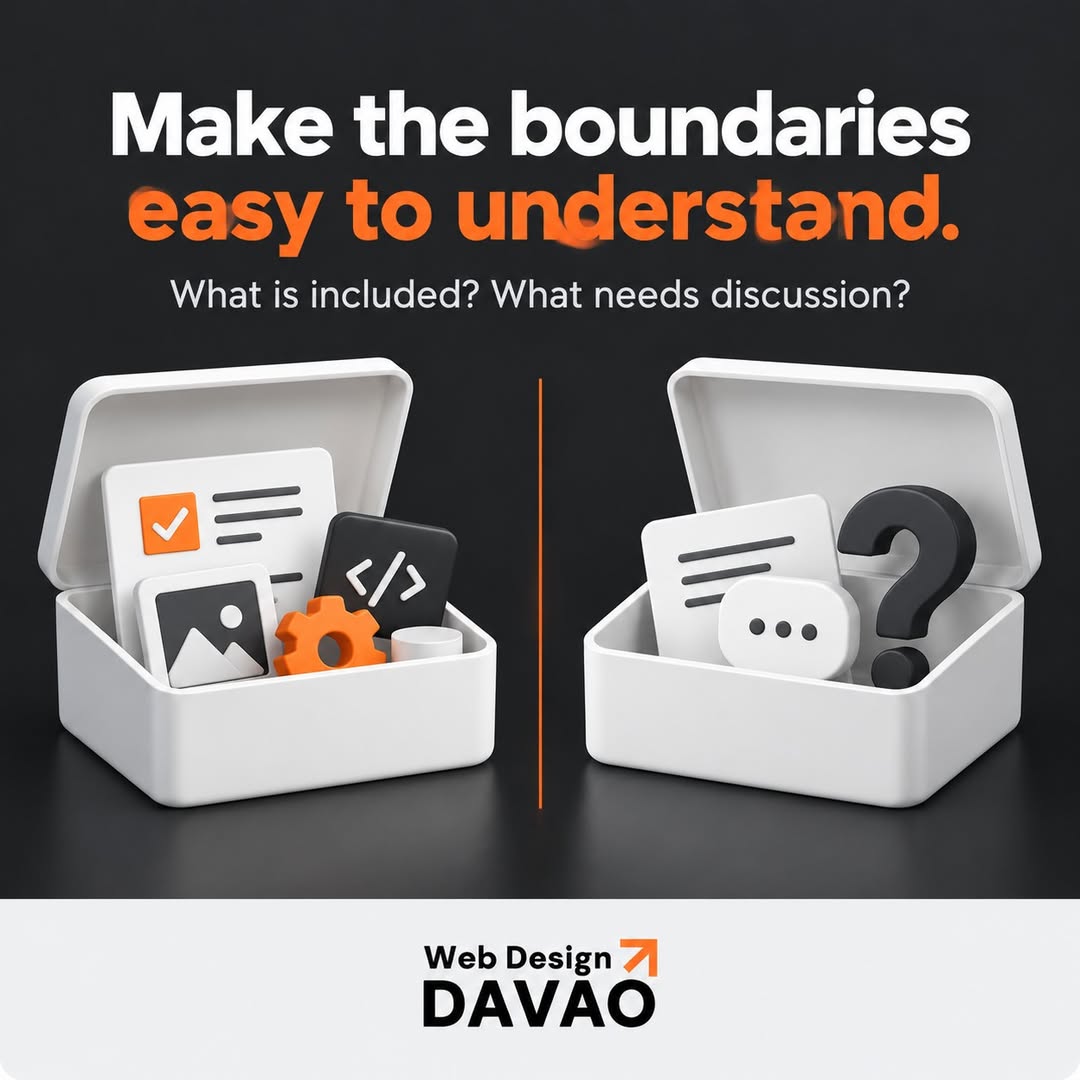 Make the boundaries
easy to understand.
What is included? What needs discussion?
</>
Web Design
DAVAO